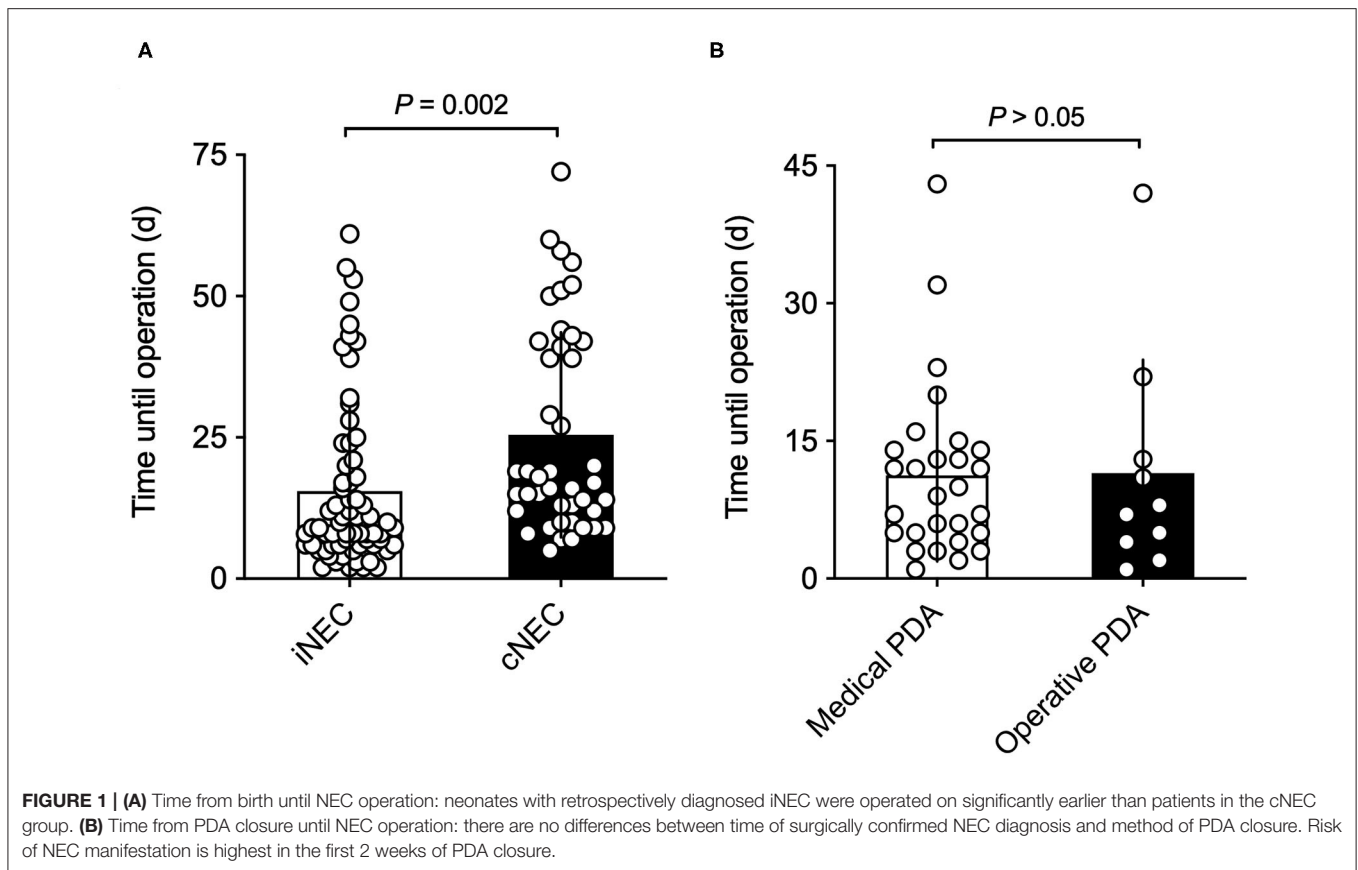 A
B
P = 0.002
P > 0.05
75
50
25
0
Time until operation (d)
iNEC
cNEC
45
30
15
0
Time until operation (d)
Medical PDA
Operative PDA
FIGURE 1 | (A) Time from birth until NEC operation: neonates with retrospectively diagnosed iNEC were operated on significantly earlier than patients in the cNEC
group. (B) Time from PDA closure until NEC operation: there are no differences between time of surgically confirmed NEC diagnosis and method of PDA closure. Risk
of NEC manifestation is highest in the first 2 weeks of PDA closure.